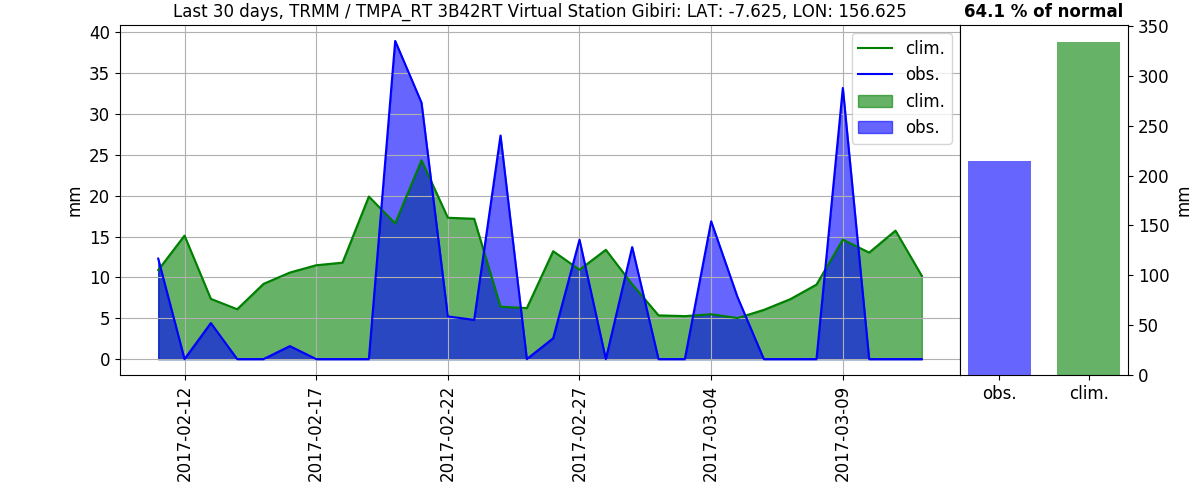 Last 30 days, TRMM / TMPA_RT 3B42RT Virtual Station Gibiri: LAT: -7.625, LON: 156.625
64.1 % of normal
mm
40
35
30
25
20
15
10
5
0
clim.
obs.
clim.
obs.
2017-02-12
2017-02-17
2017-02-22
2017-02-27
2017-03-04
2017-03-09
350
300
250
200
150
100
50
0
mm
obs.
clim.